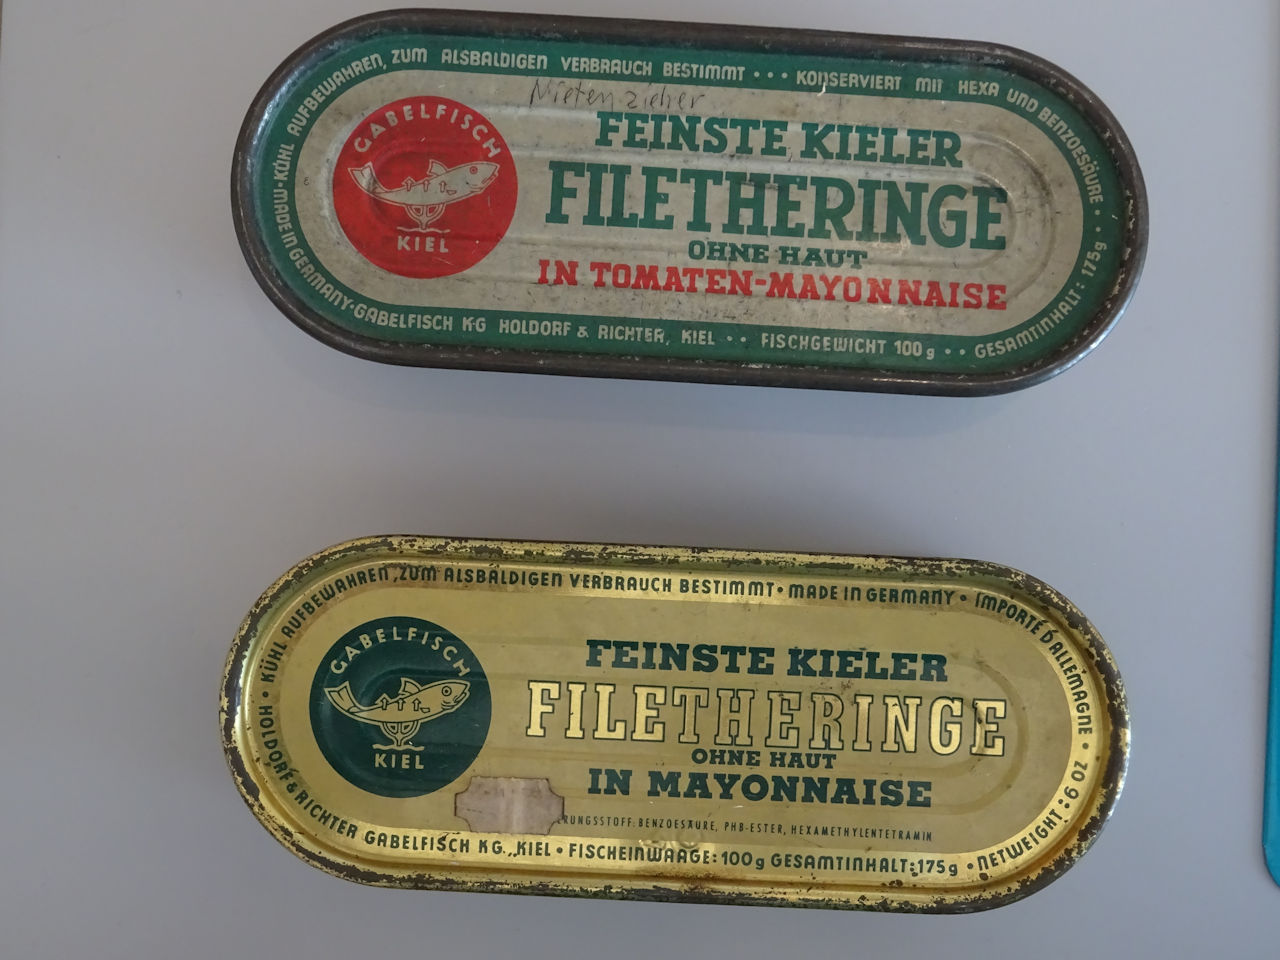 KÜHL AUFBEWAHREN, ZUM ALSBALDIGEN VERBRAUCH BESTIMMT ··· KONSERVIERT MIT HEXA UND BENZOESÄURE · GESAMTINHALT: 175g ·
MADE IN GERMANY · GABELFISCH K·G HOLDORF & RICHTER, KIEL ·· FISCHGEWICHT 100g ··
GABELFISCH
KIEL
Nieten zieher
FEINSTE KIELER
FILETHERINGE
OHNE HAUT
IN TOMATEN-MAYONNAISE
· KÜHL AUFBEWAHREN, ZUM ALSBALDIGEN VERBRAUCH BESTIMMT · MADE IN GERMANY · IMPORTÉ D'ALLEMAGNE ·
HOLDORF & RICHTER GABELFISCH KG., KIEL · FISCHEINWAAGE: 100g GESAMTINHALT: 175g · NETWEIGHT: 6 OZ
GABELFISCH
KIEL
FEINSTE KIELER
FILETHERINGE
OHNE HAUT
IN MAYONNAISE
RUNGSSTOFF: BENZOESÄURE, PHB-ESTER, HEXAMETHYLENTETRAMIN